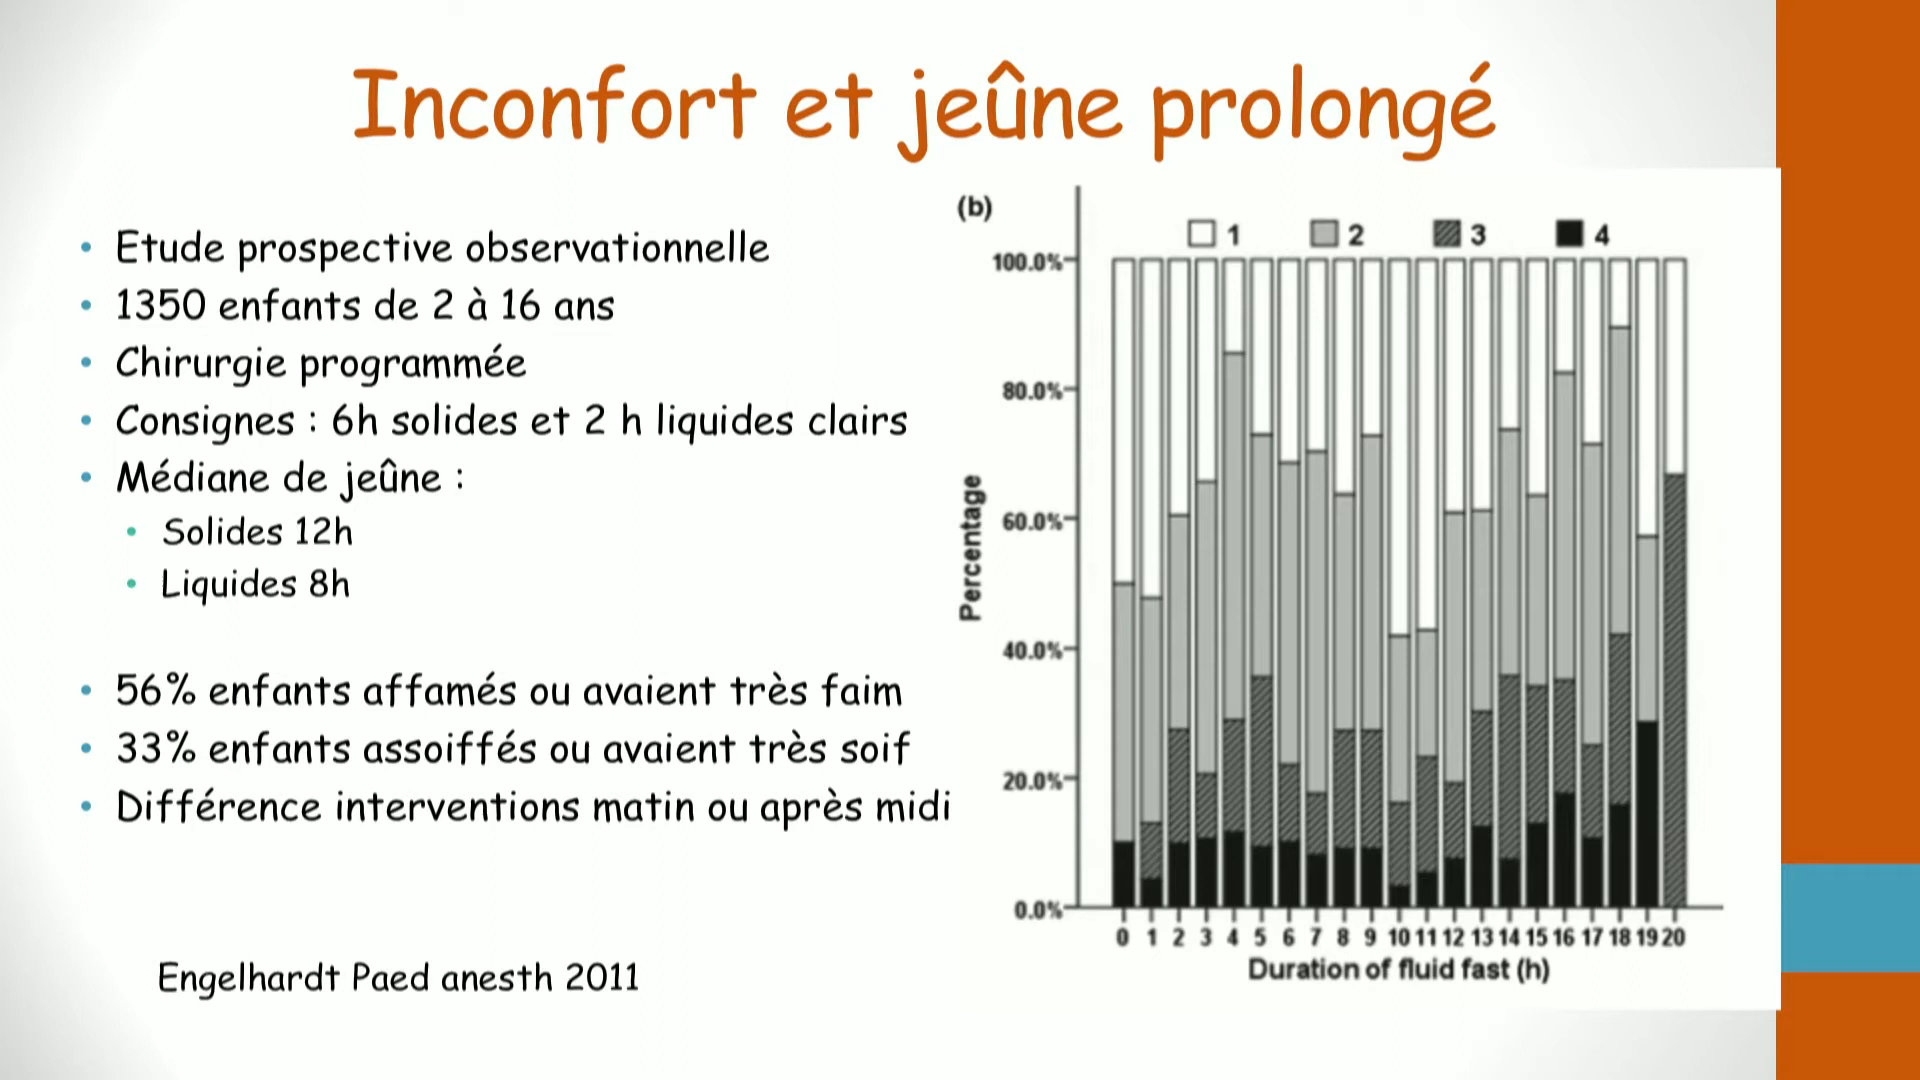 Inconfort et jeûne prolongé
• Etude prospective observationnelle
• 1350 enfants de 2 à 16 ans
• Chirurgie programmée
• Consignes : 6h solides et 2 h liquides clairs
• Médiane de jeûne :
• Solides 12h
• Liquides 8h
• 56% enfants affamés ou avaient très faim
• 33% enfants assoiffés ou avaient très soif
• Différence interventions matin ou après midi
Engelhardt Paed anesth 2011
(b)
1 2 3 4
100.0%
80.0%
60.0%
40.0%
20.0%
0.0%
Percentage
0 1 2 3 4 5 6 7 8 9 10 11 12 13 14 15 16 17 18 19 20
Duration of fluid fast (h)